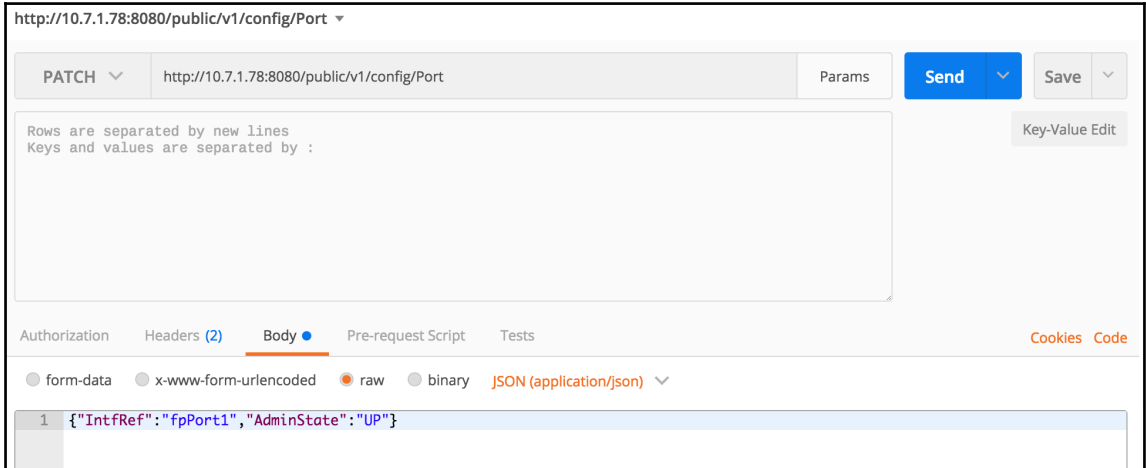 http://10.7.1.78:8080/public/v1/config/Port
PATCH http://10.7.1.78:8080/public/v1/config/Port Params Send Save
Rows are separated by new lines
Keys and values are separated by :
Key-Value Edit
Authorization Headers (2) Body Pre-request Script Tests Cookies Code
form-data x-www-form-urlencoded raw binary JSON (application/json)
1 {"IntfRef":"fpPort1","AdminState":"UP"}